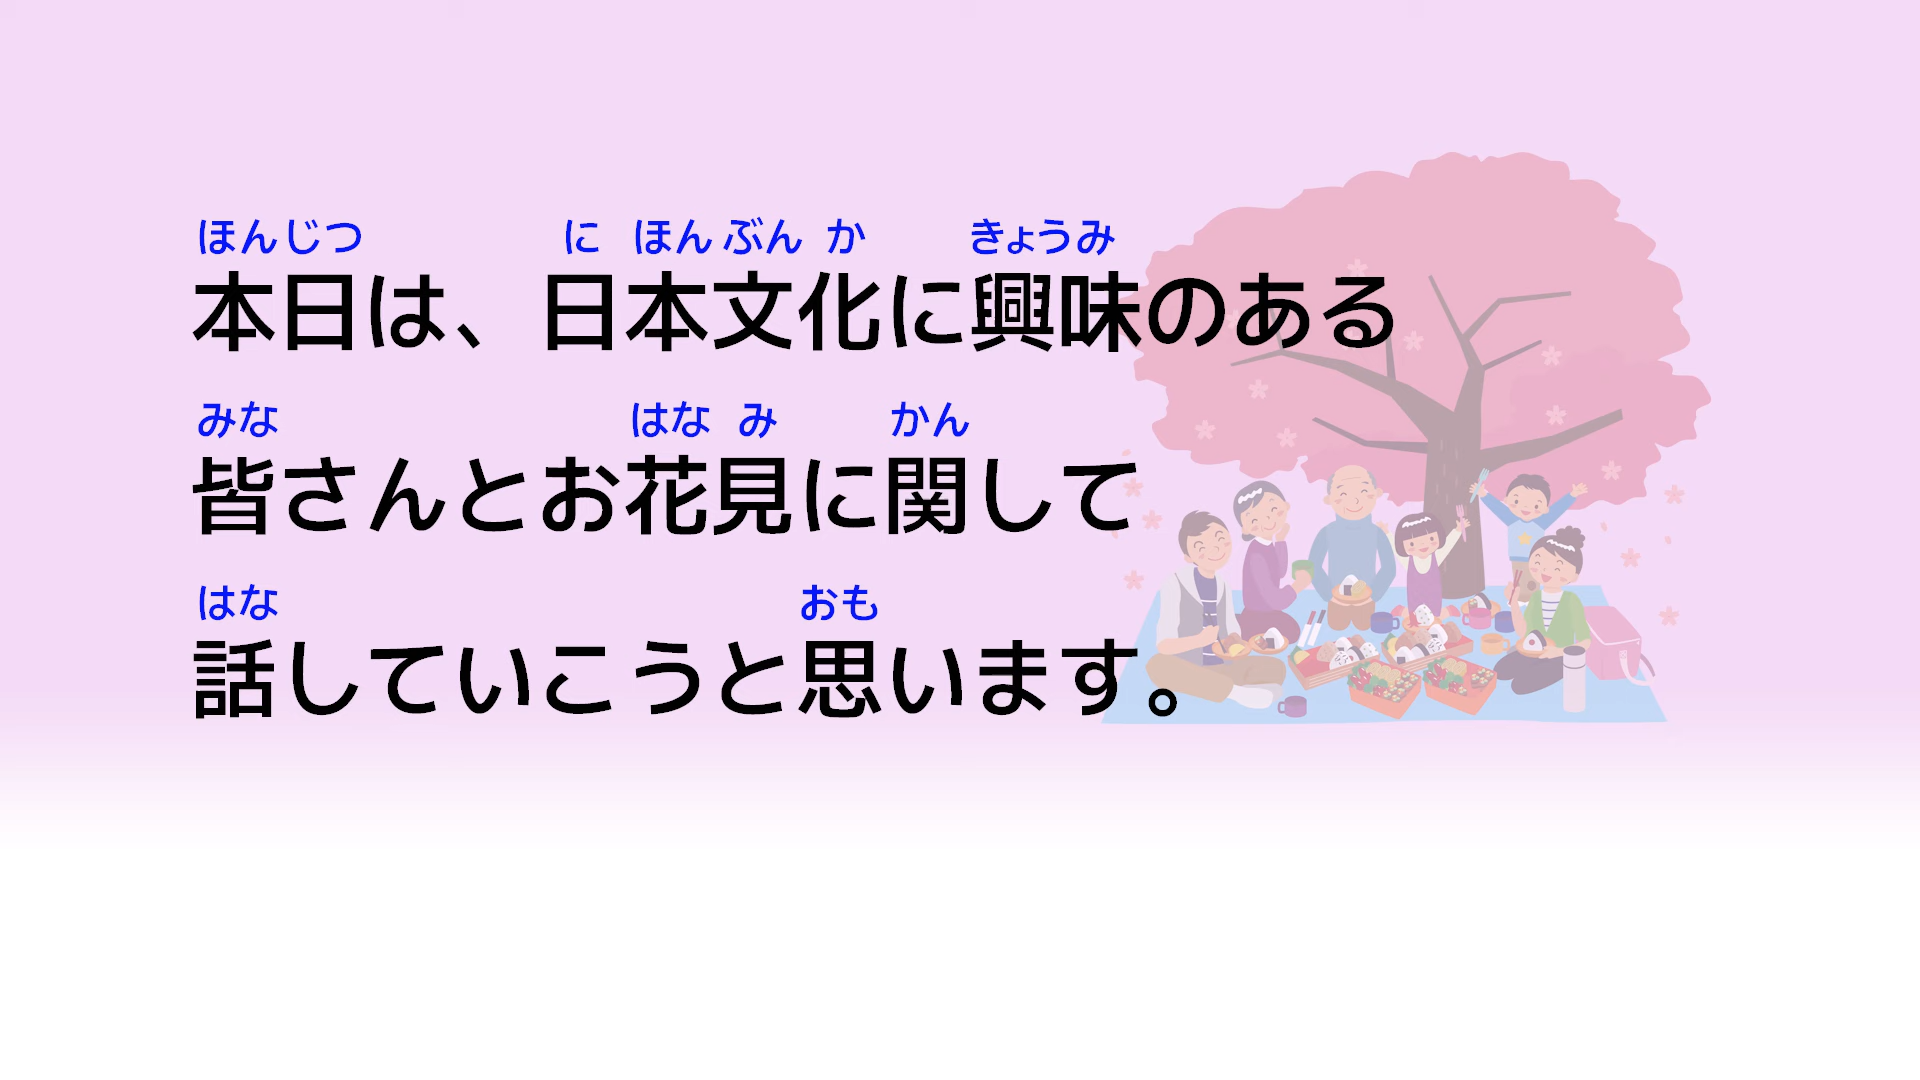 ほんじつ に ほん ぶん か きょうみ
本日は、日本文化に興味のある
みな はな み かん
皆さんとお花見に関して
はな おも
話していこうと思います。